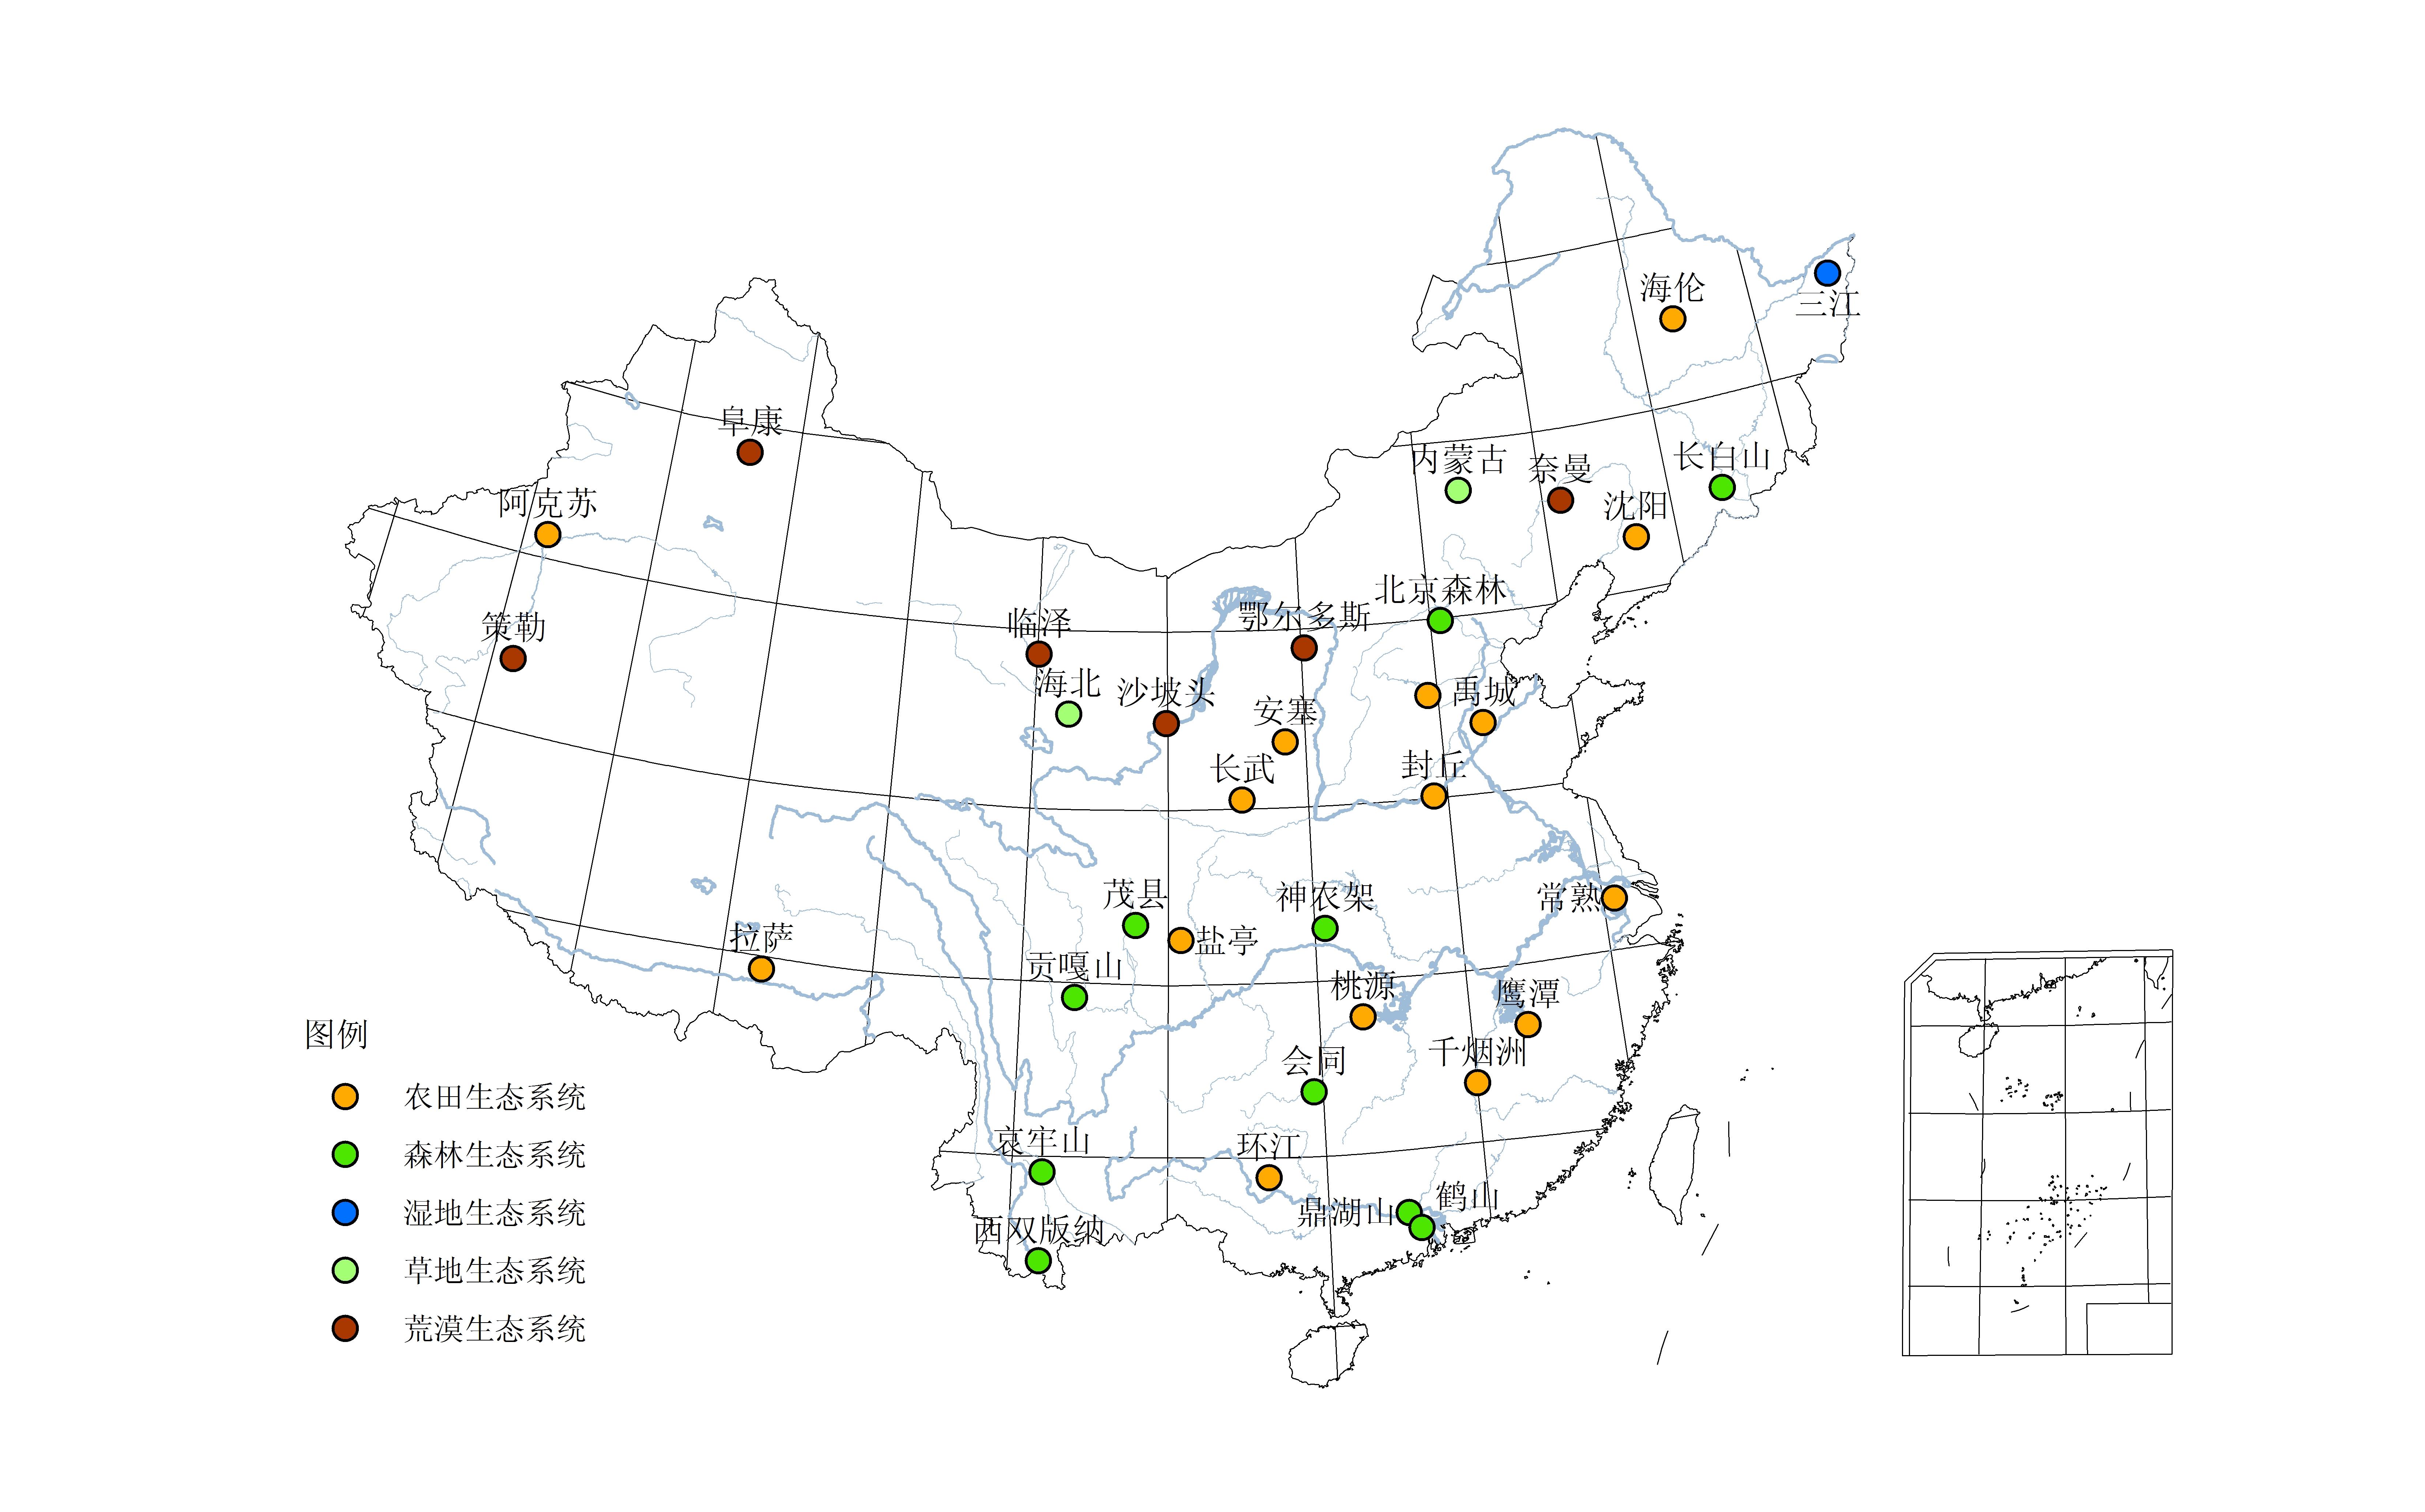 海伦
三江
阜康
内蒙古
奈曼
长白山
阿克苏
沈阳
北京森林
鄂尔多斯
策勒
临泽
海北
沙坡头
禹城
安塞
长武
封丘
茂县
神农架
常熟
盐亭
拉萨
贡嘎山
桃源
鹰潭
千烟洲
会同
哀牢山
环江
鼎湖山
鹤山
西双版纳
图例
农田生态系统
森林生态系统
湿地生态系统
草地生态系统
荒漠生态系统